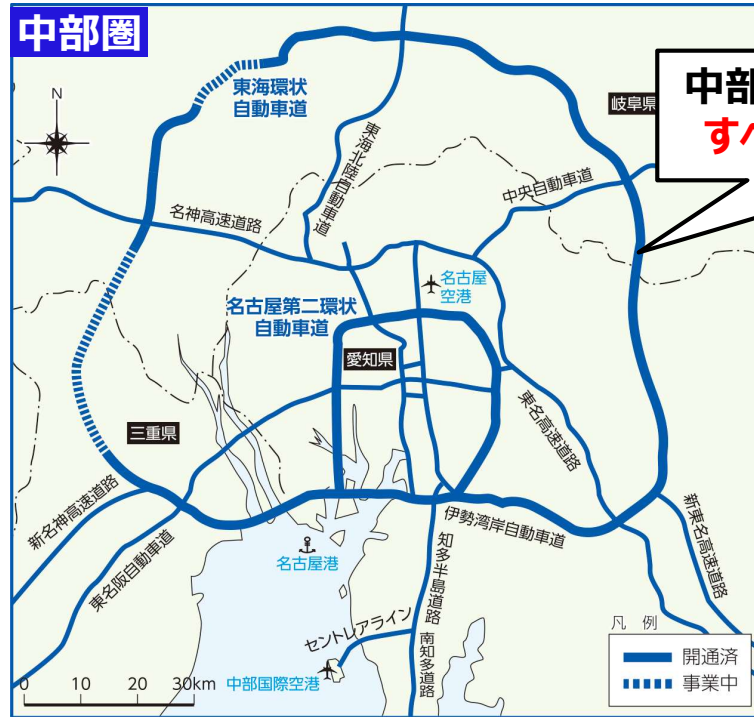 中部圏
N
東海環状
自動車道
岐阜県
中部
東海北陸自動車道
中央自動車道
名神高速道路
名古屋
空港
名古屋第二環状
自動車道
愛知県
三重県
東名高速道路
新名神高速道路
東名阪自動車道
伊勢湾岸自動車道
新東名高速道路
名古屋港
知多半島道路
セントレアライン
南知多道路
中部国際空港
0 10 20 30km
凡 例
開通済
事業中